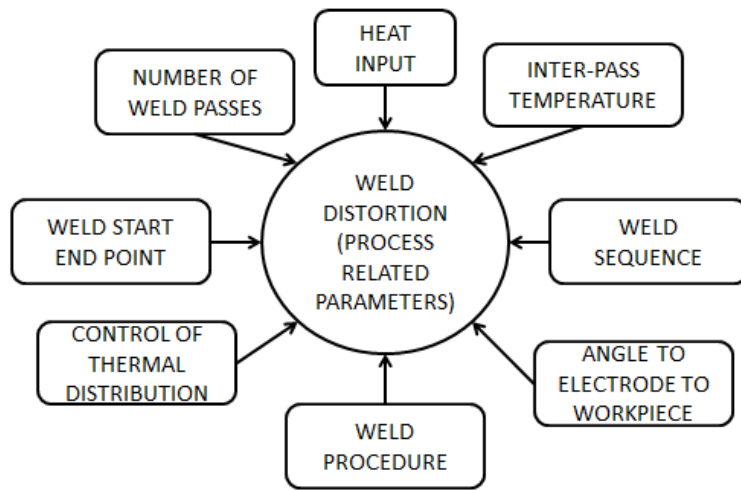 HEAT
INPUT
NUMBER OF
WELD PASSES
INTER-PASS
TEMPERATURE
WELD
DISTORTION
(PROCESS
RELATED
PARAMETERS)
WELD START
END POINT
WELD
SEQUENCE
CONTROL OF
THERMAL
DISTRIBUTION
ANGLE TO
ELECTRODE TO
WORKPIECE
WELD
PROCEDURE